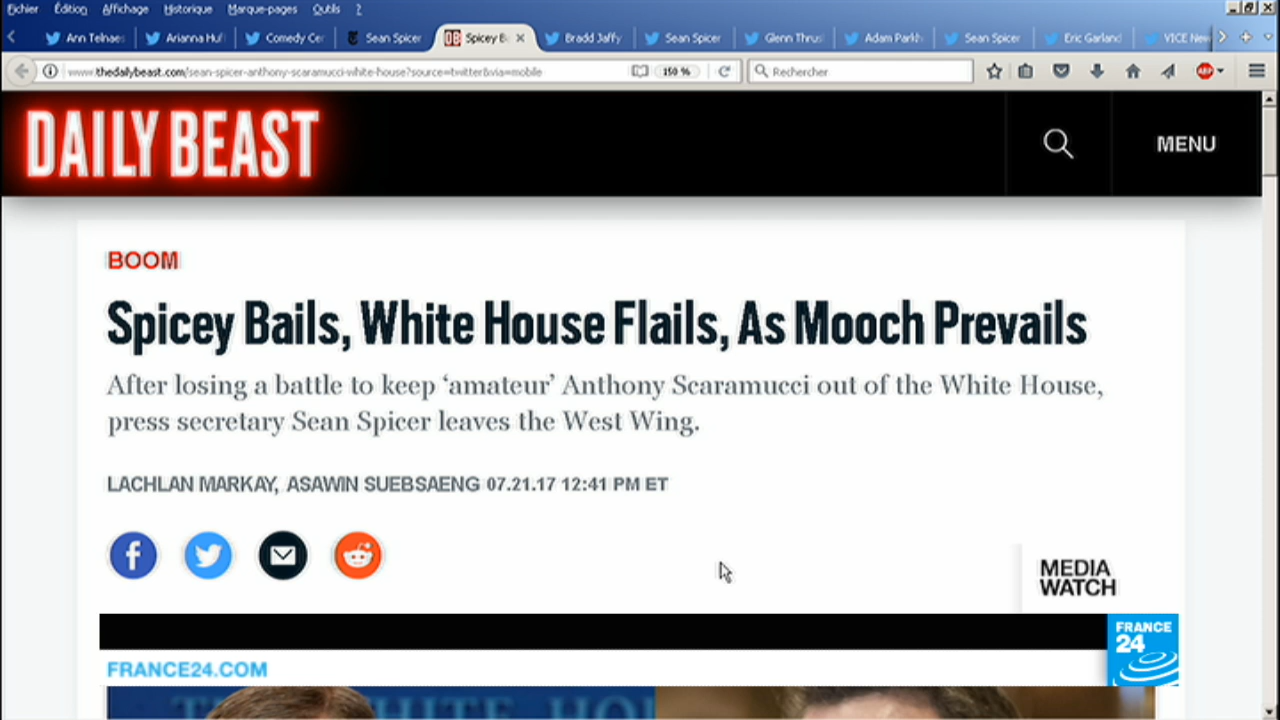 Fichier Édition Affichage Historique Marque-pages Outils ?
Ann Telnaes Arianna Huf Comedy Cen Sean Spicer Spicey B Bradd Jaffy Sean Spicer Glenn Thrus Adam Parkh Sean Spicer Eric Garland VICE New
www.thedailybeast.com/sean-spicer-anthony-scaramucci-white-house?source=twitter&via=mobile 150 % Rechercher ABP
DAILY BEAST MENU
BOOM
Spicey Bails, White House Flails, As Mooch Prevails
After losing a battle to keep ‘amateur’ Anthony Scaramucci out of the White House,
press secretary Sean Spicer leaves the West Wing.
LACHLAN MARKAY, ASAWIN SUEBSAENG 07.21.17 12:41 PM ET
MEDIA
WATCH
FRANCE
24
FRANCE24.COM